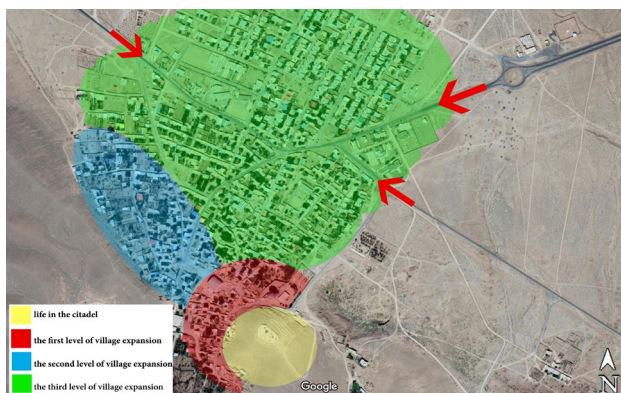 life in the citadel
the first level of village expansion
the second level of village expansion
the third level of village expansion
Google
N